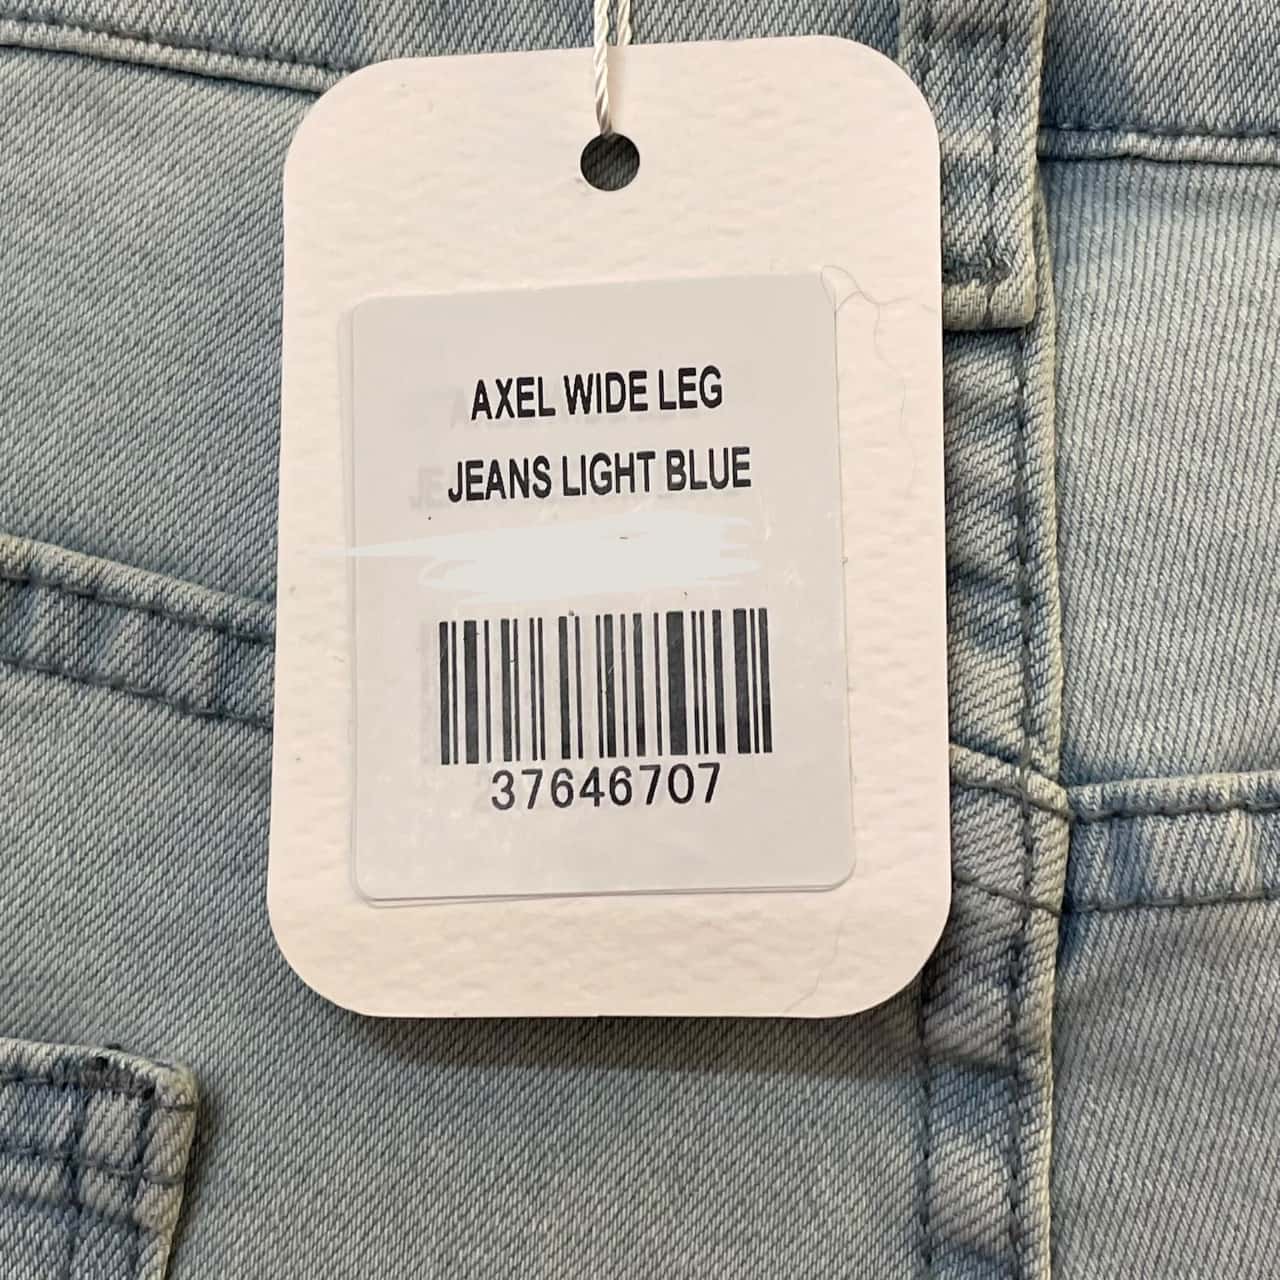 AXEL WIDE LEG
JEANS LIGHT BLUE
37646707